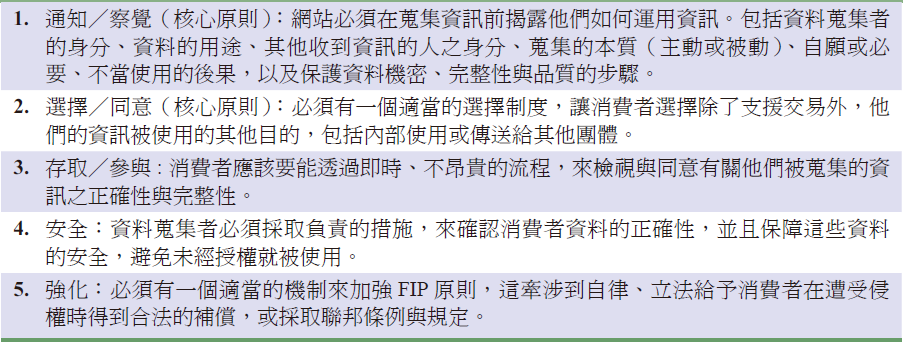 1. 通知／察覺（核心原則）：網站必須在蒐集資訊前揭露他們如何運用資訊。包括資料蒐集者
的身分、資料的用途、其他收到資訊的人之身分、蒐集的本質（主動或被動）、自願或必
要、不當使用的後果，以及保護資料機密、完整性與品質的步驟。
2. 選擇／同意（核心原則）：必須有一個適當的選擇制度，讓消費者選擇除了支援交易外，他
們的資訊被使用的其他目的，包括內部使用或傳送給其他團體。
3. 存取／參與：消費者應該要能透過即時、不昂貴的流程，來檢視與同意有關他們被蒐集的資
訊之正確性與完整性。
4. 安全：資料蒐集者必須採取負責的措施，來確認消費者資料的正確性，並且保障這些資料
的安全，避免未經授權就被使用。
5. 強化：必須有一個適當的機制來加強 FIP 原則，這牽涉到自律、立法給予消費者在遭受侵
權時得到合法的補償，或採取聯邦條例與規定。